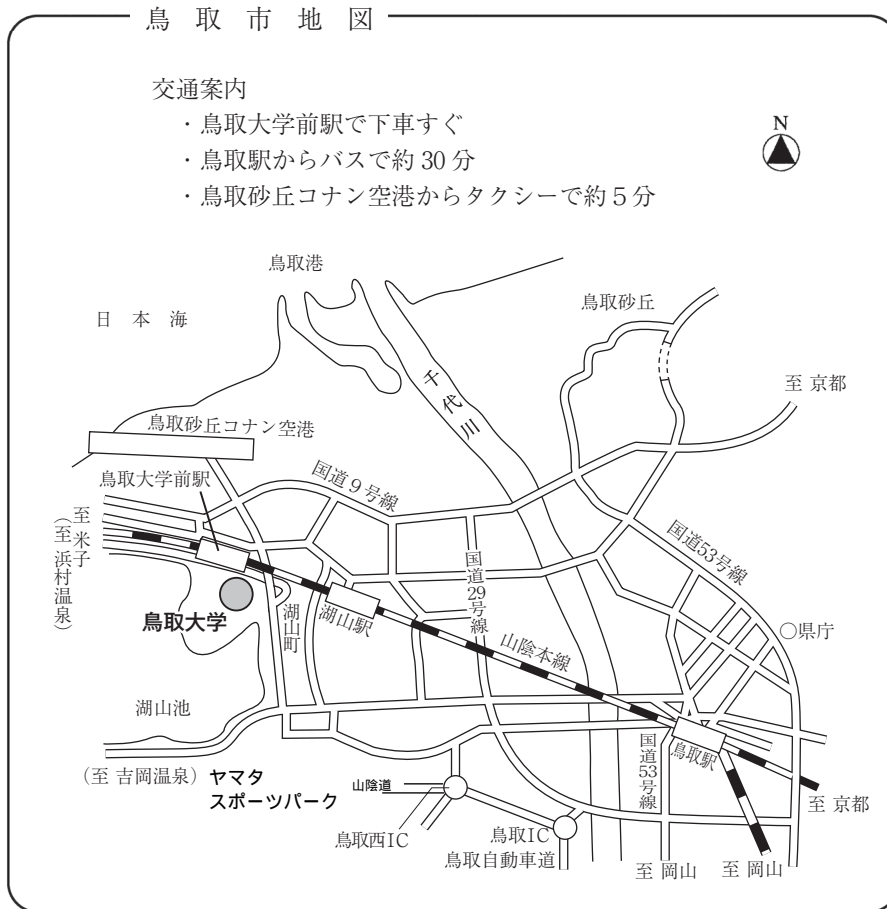 鳥取市地図
交通案内
・鳥取大学前駅で下車すぐ
・鳥取駅からバスで約30分
・鳥取砂丘コナン空港からタクシーで約5分
N
鳥取港
日本海
鳥取砂丘
千代川
至 京都
鳥取砂丘コナン空港
鳥取大学前駅
国道9号線
国道29号線
国道53号線
至 米子
(至 浜村温泉)
鳥取大学
湖山町
湖山駅
山陰本線
○県庁
湖山池
鳥取駅
国道53号線
(至 吉岡温泉)
ヤマタ
スポーツパーク
山陰道
鳥取西IC
鳥取IC
鳥取自動車道
至 京都
至 岡山
至 岡山